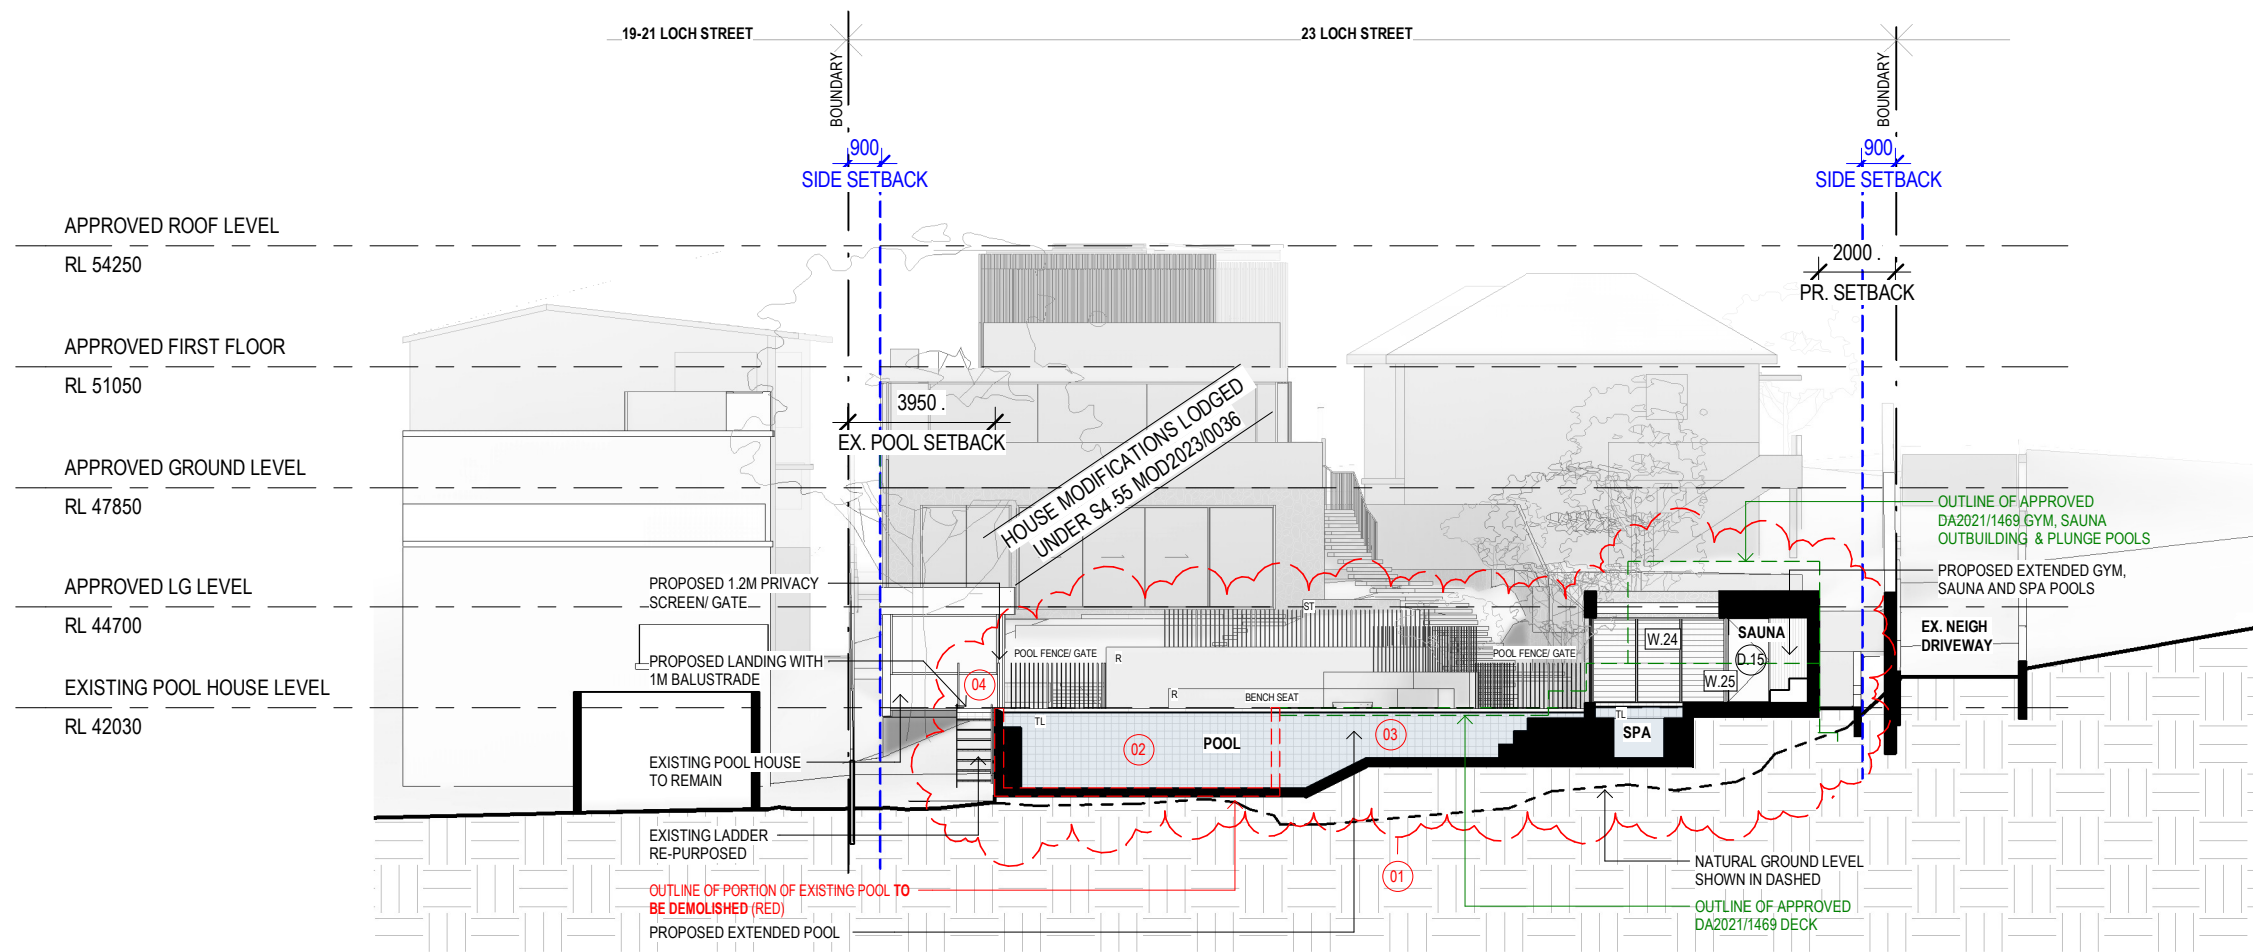 19-21 LOCH STREET
23 LOCH STREET
BOUNDARY
BOUNDARY
900
SIDE SETBACK
900
SIDE SETBACK
APPROVED ROOF LEVEL
RL 54250
2000 .
PR. SETBACK
APPROVED FIRST FLOOR
RL 51050
3950 .
EX. POOL SETBACK
HOUSE MODIFICATIONS LODGED
UNDER S4.55 MOD2023/0036
APPROVED GROUND LEVEL
RL 47850
OUTLINE OF APPROVED
DA2021/1469 GYM, SAUNA
OUTBUILDING & PLUNGE POOLS
PROPOSED EXTENDED GYM,
SAUNA AND SPA POOLS
APPROVED LG LEVEL
RL 44700
PROPOSED 1.2M PRIVACY
SCREEN/ GATE
ST
EX. NEIGH
DRIVEWAY
SAUNA
W.24
D.15
W.25
POOL FENCE/ GATE
R
POOL FENCE/ GATE
PROPOSED LANDING WITH
1M BALUSTRADE
04
R
BENCH SEAT
EXISTING POOL HOUSE LEVEL
RL 42030
TL
02
POOL
03
TL
SPA
EXISTING POOL HOUSE
TO REMAIN
EXISTING LADDER
RE-PURPOSED
NATURAL GROUND LEVEL
SHOWN IN DASHED
01
OUTLINE OF PORTION OF EXISTING POOL TO
BE DEMOLISHED (RED)
OUTLINE OF APPROVED
DA2021/1469 DECK
PROPOSED EXTENDED POOL